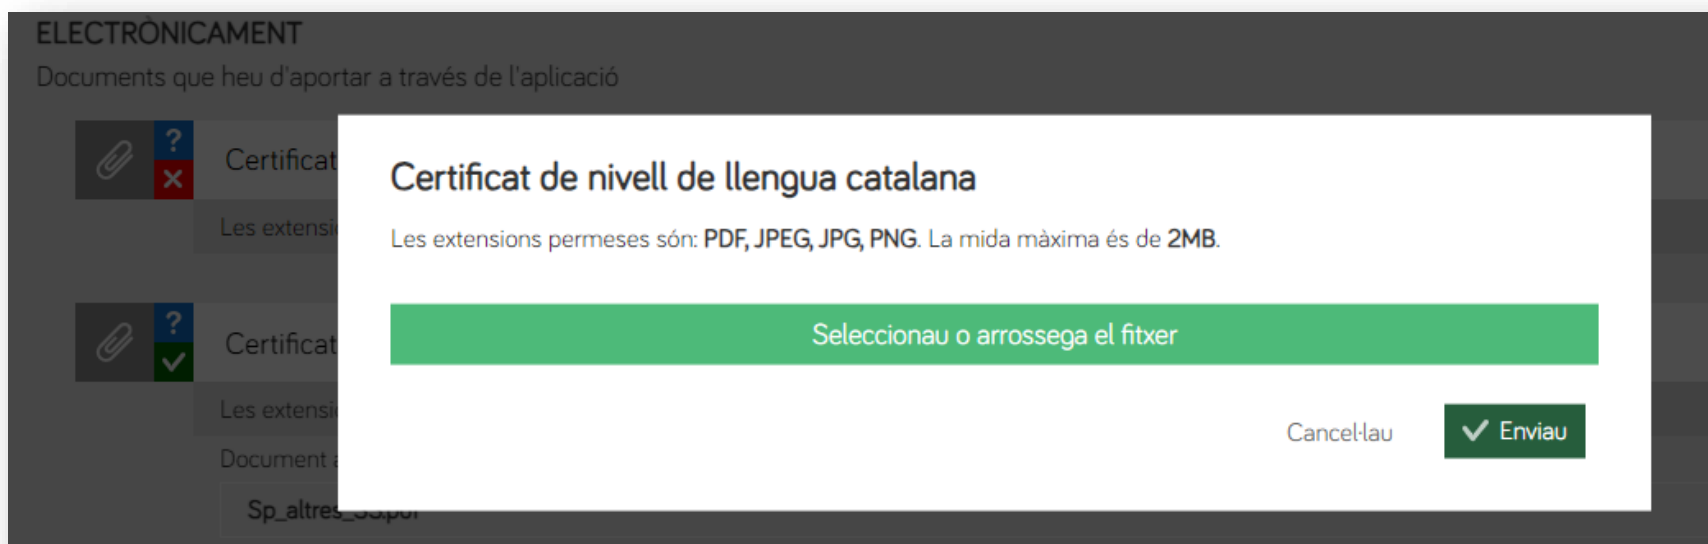 ELECTRÒNICAMENT
Documents que heu d'aportar a través de l'aplicació
?
Certificat
Les extensi
Certificat de nivell de llengua catalana
Les extensions permeses són: PDF, JPEG, JPG, PNG. La mida màxima és de 2MB.
Seleccionau o arrossega el fitxer
?
Certificat
Les extensi
Cancel·lau
Enviau
Document
Sp_altres_